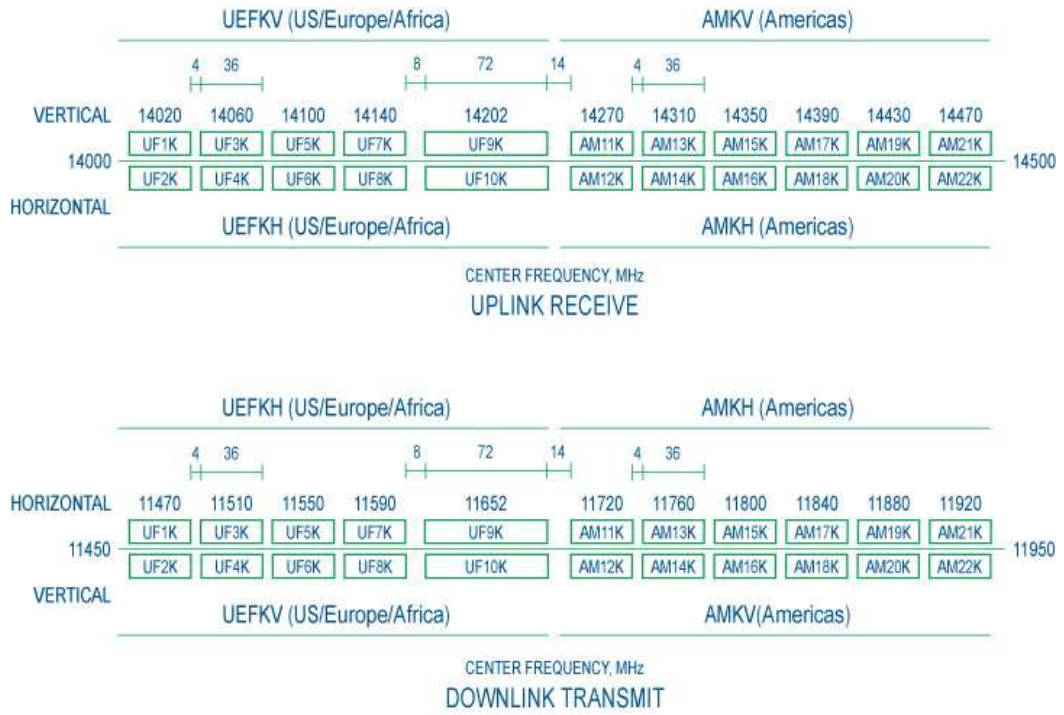 UEFKV (US/Europe/Africa) AMKV (Americas)
4 36 8 72 14 4 36
VERTICAL 14020 14060 14100 14140 14202 14270 14310 14350 14390 14430 14470
UF1K UF3K UF5K UF7K UF9K AM11K AM13K AM15K AM17K AM19K AM21K
14000 14500
UF2K UF4K UF6K UF8K UF10K AM12K AM14K AM16K AM18K AM20K AM22K
HORIZONTAL
UEFKH (US/Europe/Africa) AMKH (Americas)
CENTER FREQUENCY, MHz
UPLINK RECEIVE
UEFKH (US/Europe/Africa) AMKH (Americas)
4 36 8 72 14 4 36
HORIZONTAL 11470 11510 11550 11590 11652 11720 11760 11800 11840 11880 11920
UF1K UF3K UF5K UF7K UF9K AM11K AM13K AM15K AM17K AM19K AM21K
11450 11950
UF2K UF4K UF6K UF8K UF10K AM12K AM14K AM16K AM18K AM20K AM22K
VERTICAL
UEFKV (US/Europe/Africa) AMKV(Americas)
CENTER FREQUENCY, MHz
DOWNLINK TRANSMIT